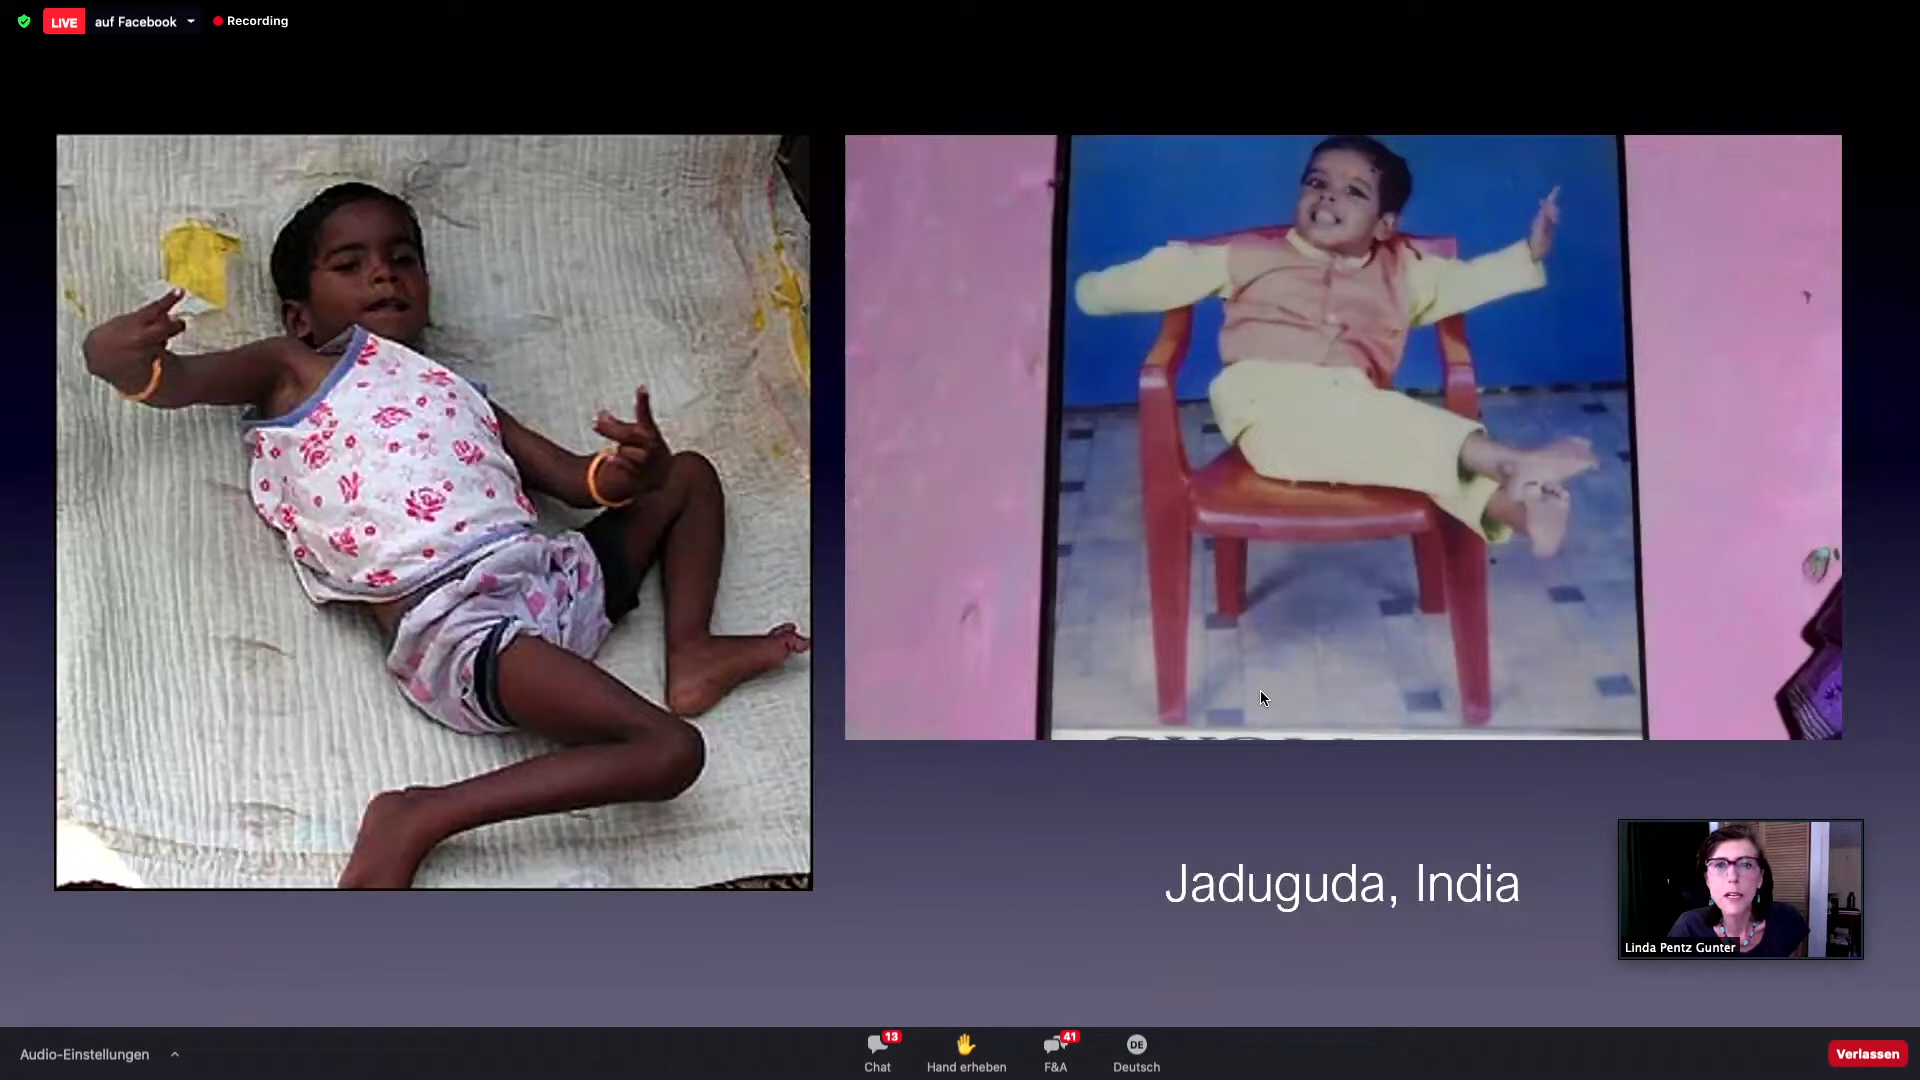 LIVE auf Facebook Recording
Jaduguda, India
Linda Pentz Gunter
Audio-Einstellungen
13
Chat
Hand erheben
41
F&A
DE
Deutsch
Verlassen